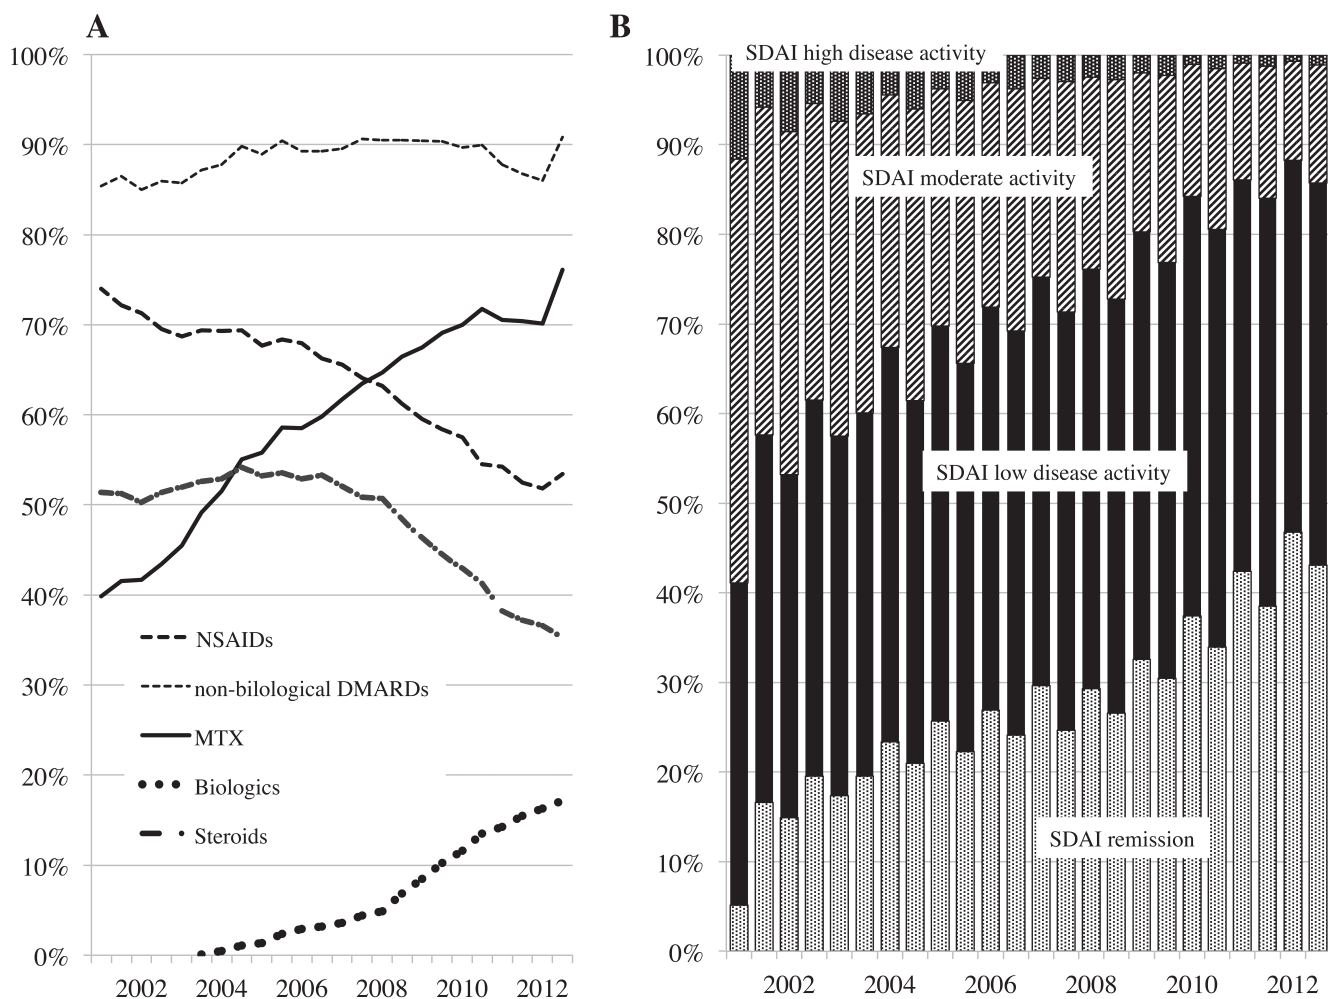 A
100%
90%
80%
70%
60%
50%
40%
30%
20%
10%
0%
NSAIDs
non-bilological DMARDs
MTX
Biologics
Steroids
2002 2004 2006 2008 2010 2012
B
100%
90%
80%
70%
60%
50%
40%
30%
20%
10%
0%
SDAI high disease activity
SDAI moderate activity
SDAI low disease activity
SDAI remission
2002 2004 2006 2008 2010 2012